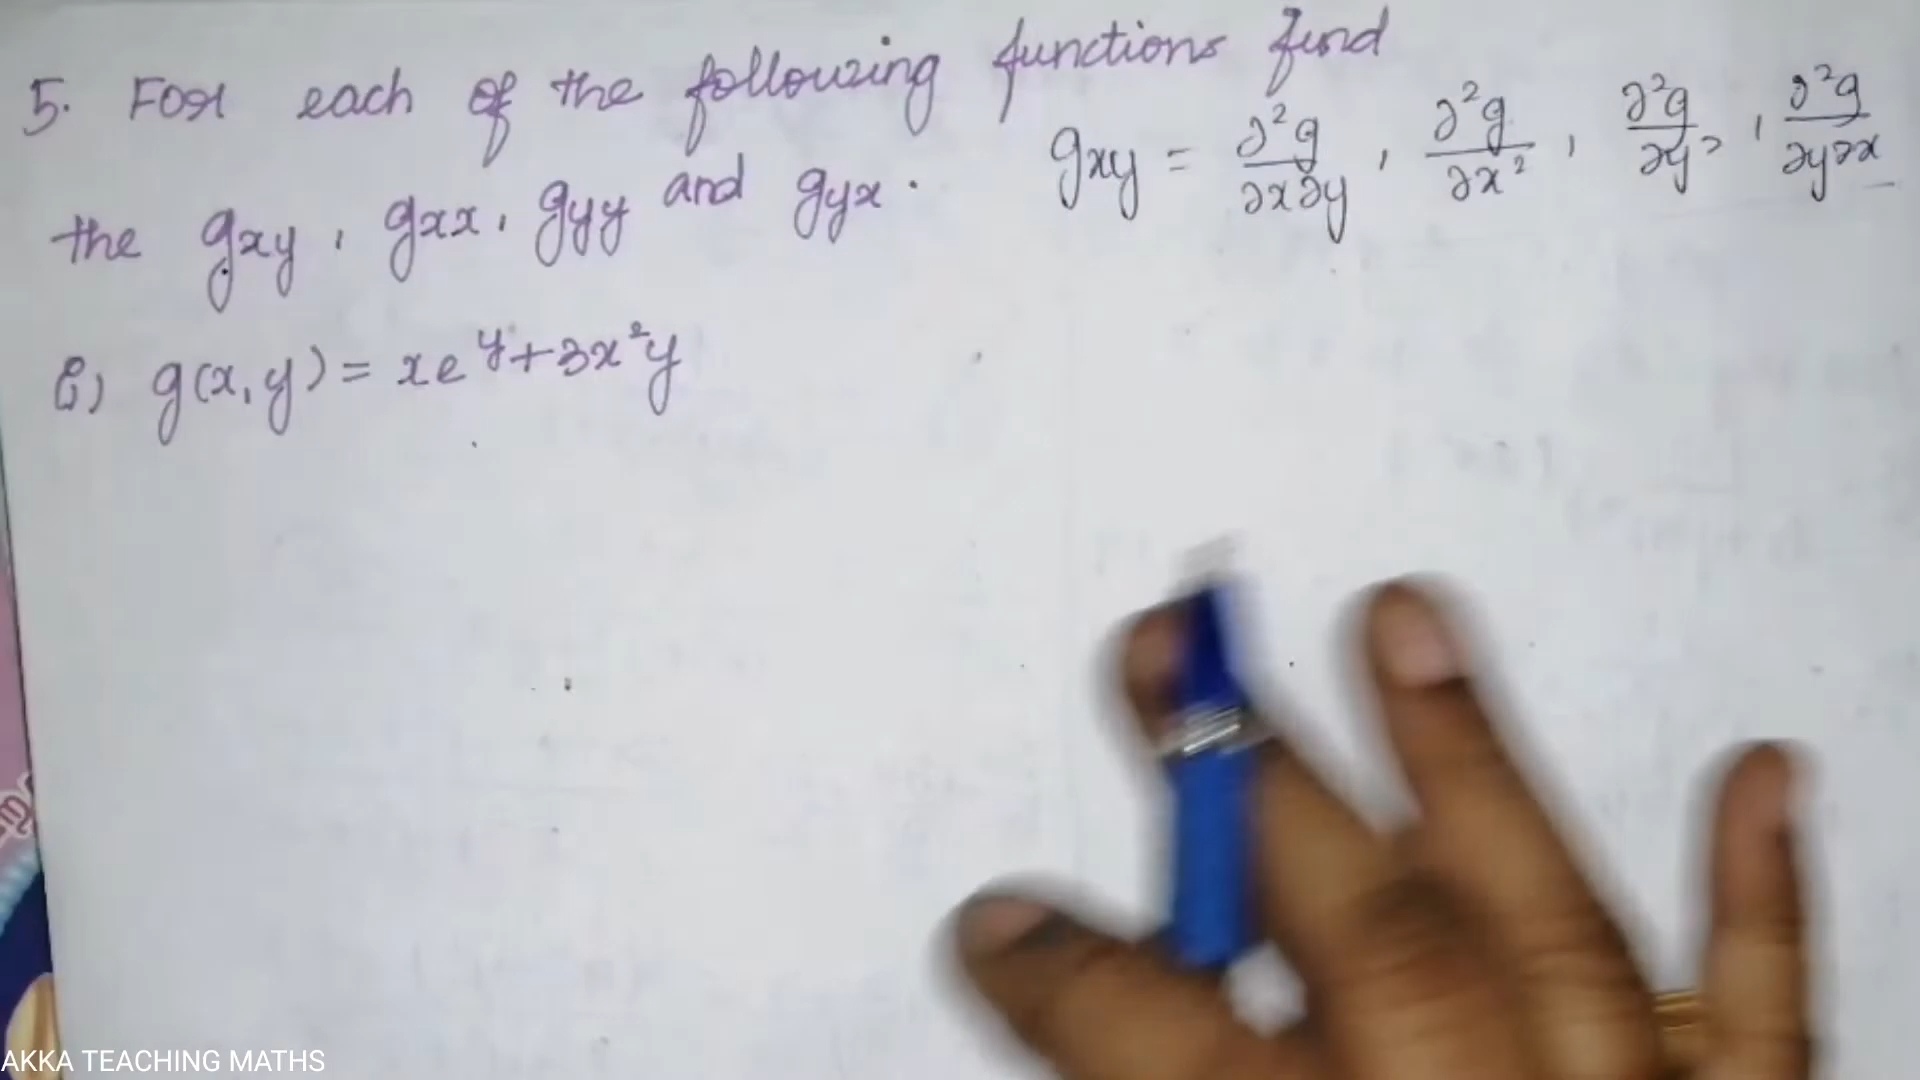 5. For each of the following functions find
the gxy, gxx, gyy and gyx.
gxy = ∂²g/∂x∂y, ∂²g/∂x², ∂²g/∂y², ∂²g/∂y∂x
i) g(x,y) = xe^y+3x²y
AKKA TEACHING MATHS